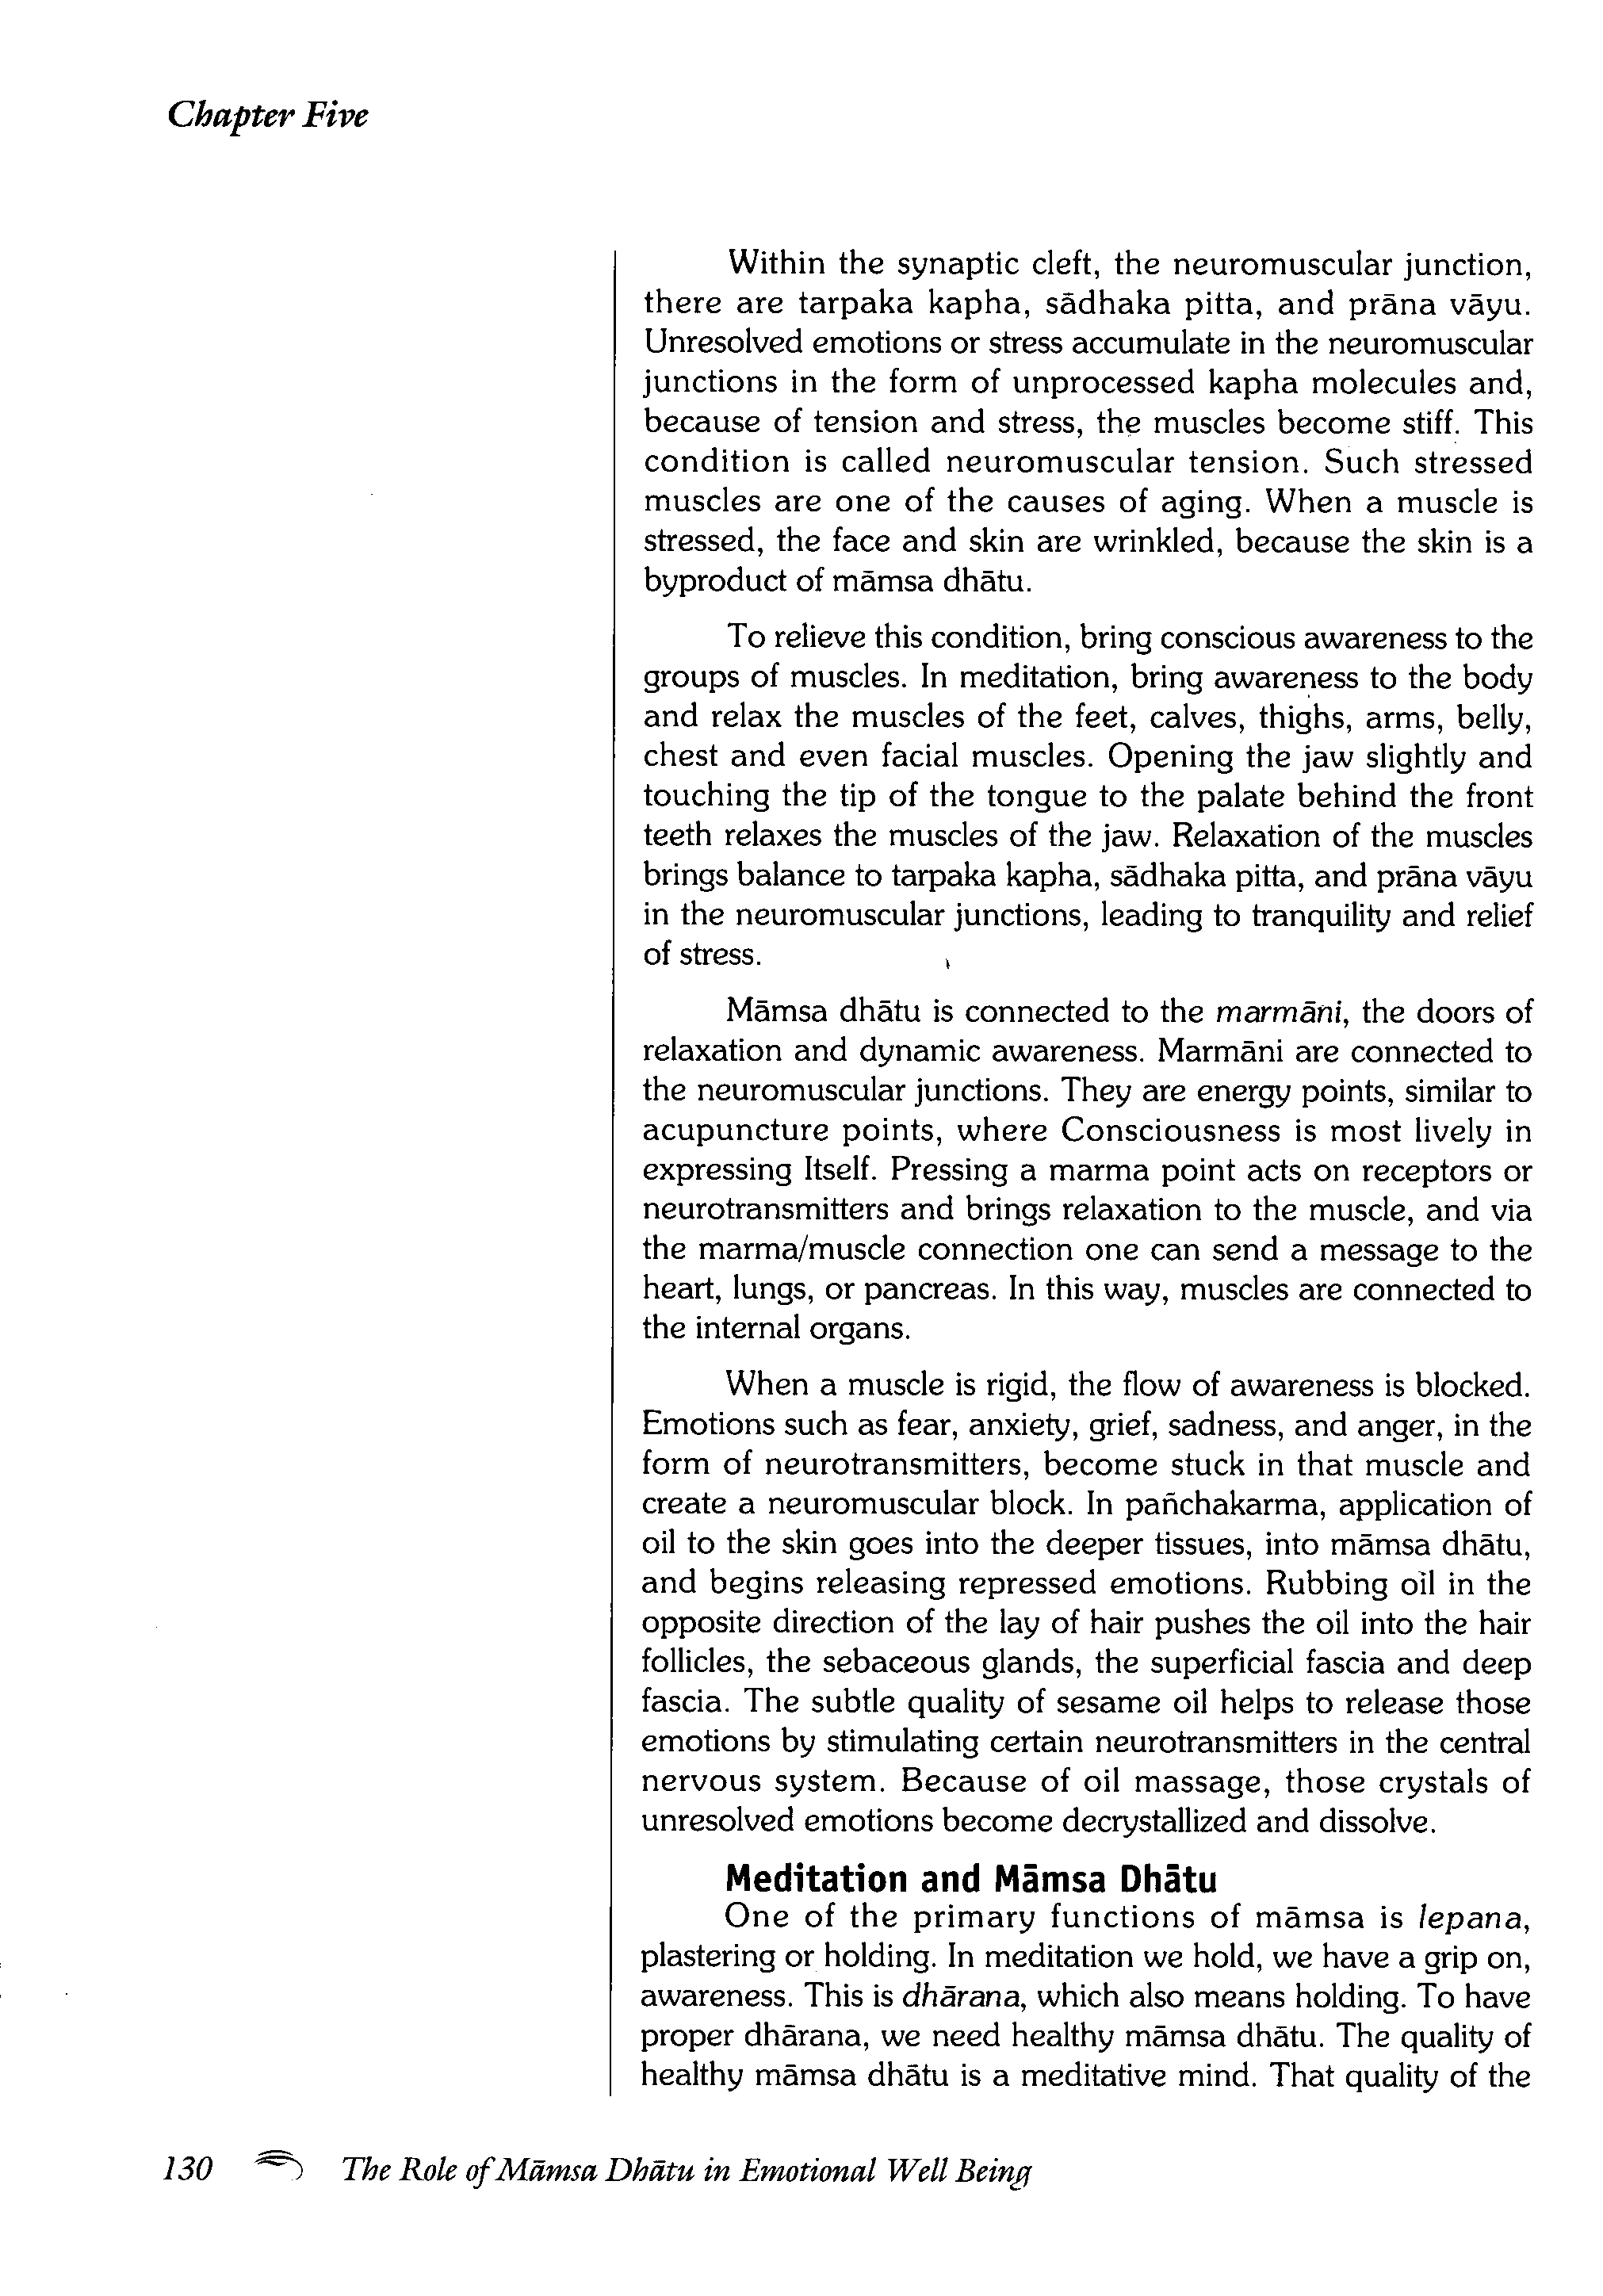 Chapter Five
Within the synaptic cleft, the neuromuscular junction,
there are tarpaka kapha, sādhaka pitta, and prāna vāyu.
Unresolved emotions or stress accumulate in the neuromuscular
junctions in the form of unprocessed kapha molecules and,
because of tension and stress, the muscles become stiff. This
condition is called neuromuscular tension. Such stressed
muscles are one of the causes of aging. When a muscle is
stressed, the face and skin are wrinkled, because the skin is a
byproduct of māmsa dhātu.
To relieve this condition, bring conscious awareness to the
groups of muscles. In meditation, bring awareness to the body
and relax the muscles of the feet, calves, thighs, arms, belly,
chest and even facial muscles. Opening the jaw slightly and
touching the tip of the tongue to the palate behind the front
teeth relaxes the muscles of the jaw. Relaxation of the muscles
brings balance to tarpaka kapha, sādhaka pitta, and prāna vāyu
in the neuromuscular junctions, leading to tranquility and relief
of stress.
Māmsa dhātu is connected to the marmāni, the doors of
relaxation and dynamic awareness. Marmāni are connected to
the neuromuscular junctions. They are energy points, similar to
acupuncture points, where Consciousness is most lively in
expressing Itself. Pressing a marma point acts on receptors or
neurotransmitters and brings relaxation to the muscle, and via
the marma/muscle connection one can send a message to the
heart, lungs, or pancreas. In this way, muscles are connected to
the internal organs.
When a muscle is rigid, the flow of awareness is blocked.
Emotions such as fear, anxiety, grief, sadness, and anger, in the
form of neurotransmitters, become stuck in that muscle and
create a neuromuscular block. In pañchakarma, application of
oil to the skin goes into the deeper tissues, into māmsa dhātu,
and begins releasing repressed emotions. Rubbing oil in the
opposite direction of the lay of hair pushes the oil into the hair
follicles, the sebaceous glands, the superficial fascia and deep
fascia. The subtle quality of sesame oil helps to release those
emotions by stimulating certain neurotransmitters in the central
nervous system. Because of oil massage, those crystals of
unresolved emotions become decrystallized and dissolve.
Meditation and Māmsa Dhātu
One of the primary functions of māmsa is lepana,
plastering or holding. In meditation we hold, we have a grip on,
awareness. This is dhārana, which also means holding. To have
proper dhārana, we need healthy māmsa dhātu. The quality of
healthy māmsa dhātu is a meditative mind. That quality of the
130 The Role of Māmsa Dhātu in Emotional Well Being